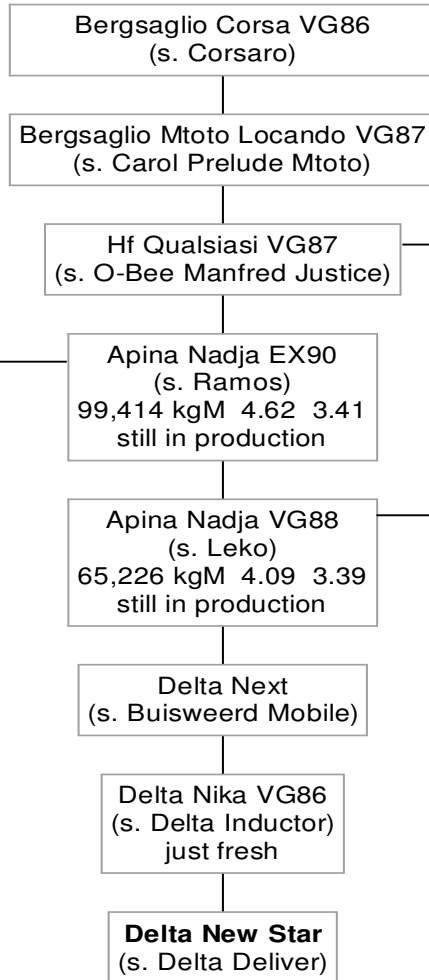 Bergsaglio Corsa VG86
(s. Corsaro)
Bergsaglio Mtoto Locando VG87
(s. Carol Prelude Mtoto)
Hf Qualsiasi VG87
(s. O-Bee Manfred Justice)
Apina Nadja EX90
(s. Ramos)
99,414 kgM 4.62 3.41
still in production
Apina Nadja VG88
(s. Leko)
65,226 kgM 4.09 3.39
still in production
Delta Next
(s. Buisweerd Mobile)
Delta Nika VG86
(s. Delta Inductor)
just fresh
Delta New Star
(s. Delta Deliver)